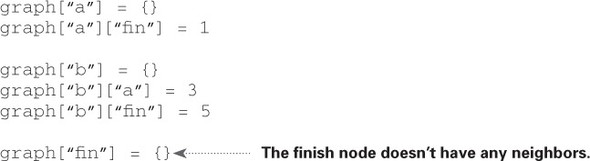 graph[“a”] = {}
graph[“a”][“fin”] = 1
graph[“b”] = {}
graph[“b”][“a”] = 3
graph[“b”][“fin”] = 5
graph[“fin”] = {} The finish node doesn’t have any neighbors.